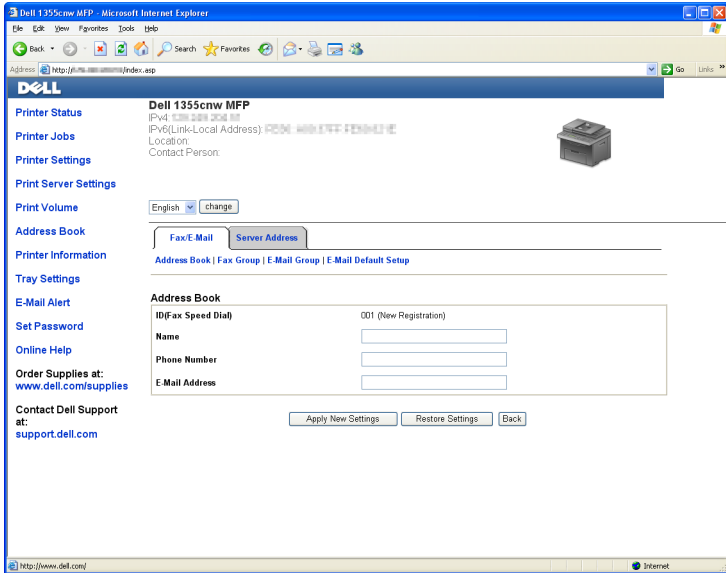 Dell 1355cnw MFP - Microsoft Internet Explorer
File Edit View Favorites Tools Help
Back Search Favorites
Address http:// /index.asp Go Links »
DELL
Printer Status
Printer Jobs
Printer Settings
Print Server Settings
Print Volume
Address Book
Printer Information
Tray Settings
E-Mail Alert
Set Password
Online Help
Order Supplies at:
www.dell.com/supplies
Contact Dell Support
at:
support.dell.com
Dell 1355cnw MFP
IPv4:
IPv6(Link-Local Address):
Location:
Contact Person:
English change
Fax/E-Mail Server Address
Address Book | Fax Group | E-Mail Group | E-Mail Default Setup
Address Book
ID(Fax Speed Dial) 001 (New Registration)
Name
Phone Number
E-Mail Address
Apply New Settings Restore Settings Back
http://www.dell.com/ Internet